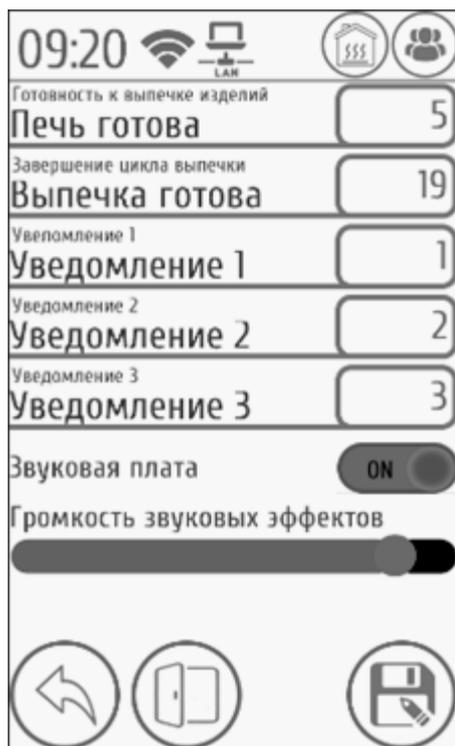 09:20
LAN
Готовность к выпечке изделий
Печь готова
5
Завершение цикла выпечки
Выпечка готова
19
Увепомление 1
Уведомление 1
1
Уведомление 2
Уведомление 2
2
Уведомление 3
Уведомление 3
3
Звуковая плата
ON
Громкость звуковых эффектов